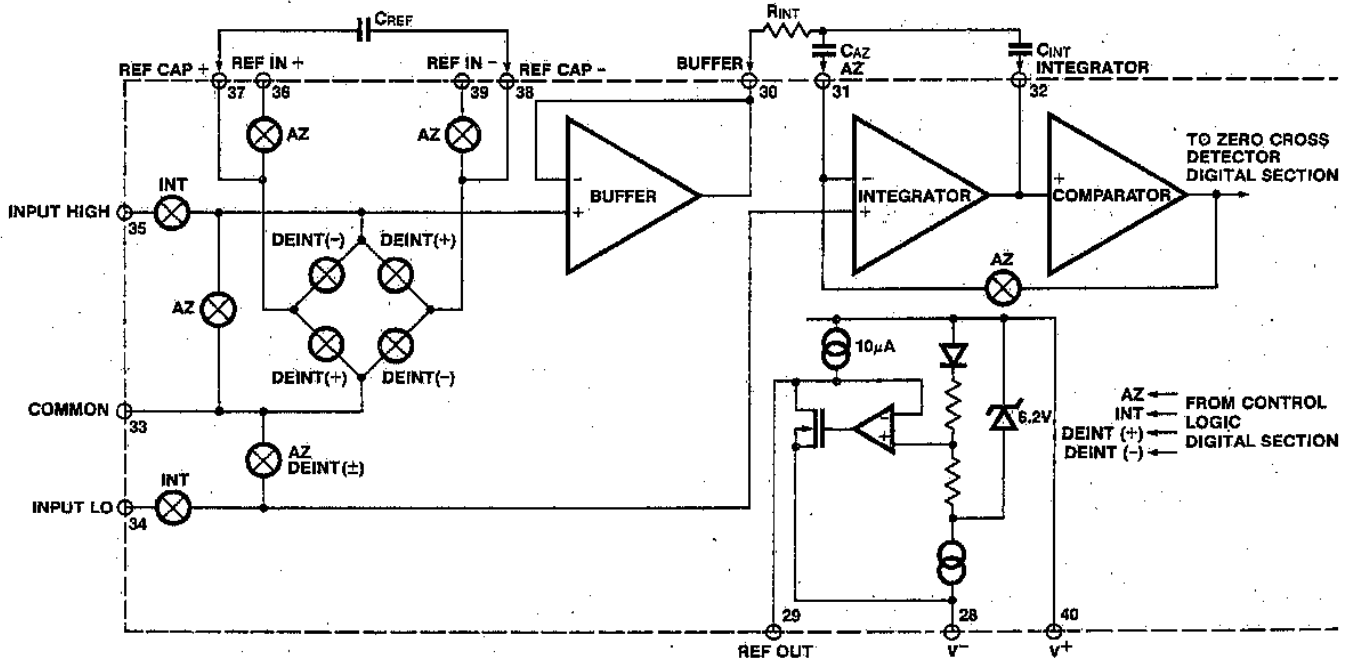 CREF
RINT
CAZ
CINT
REF CAP + REF IN + REF IN - REF CAP - BUFFER AZ INTEGRATOR
37 36 39 38 30 31 32
AZ AZ
TO ZERO CROSS
DETECTOR
DIGITAL SECTION
INT
- BUFFER +
- INTEGRATOR +
+ COMPARATOR
INPUT HIGH
35
DEINT(-) DEINT(+)
AZ
AZ
DEINT(+) DEINT(-)
10µA
6.2V
- +
COMMON
33
AZ
DEINT(±)
INT
INPUT LO
34
AZ
INT
DEINT (+)
DEINT (-)
FROM CONTROL
LOGIC
DIGITAL SECTION
29 28 40
REF OUT V- V+